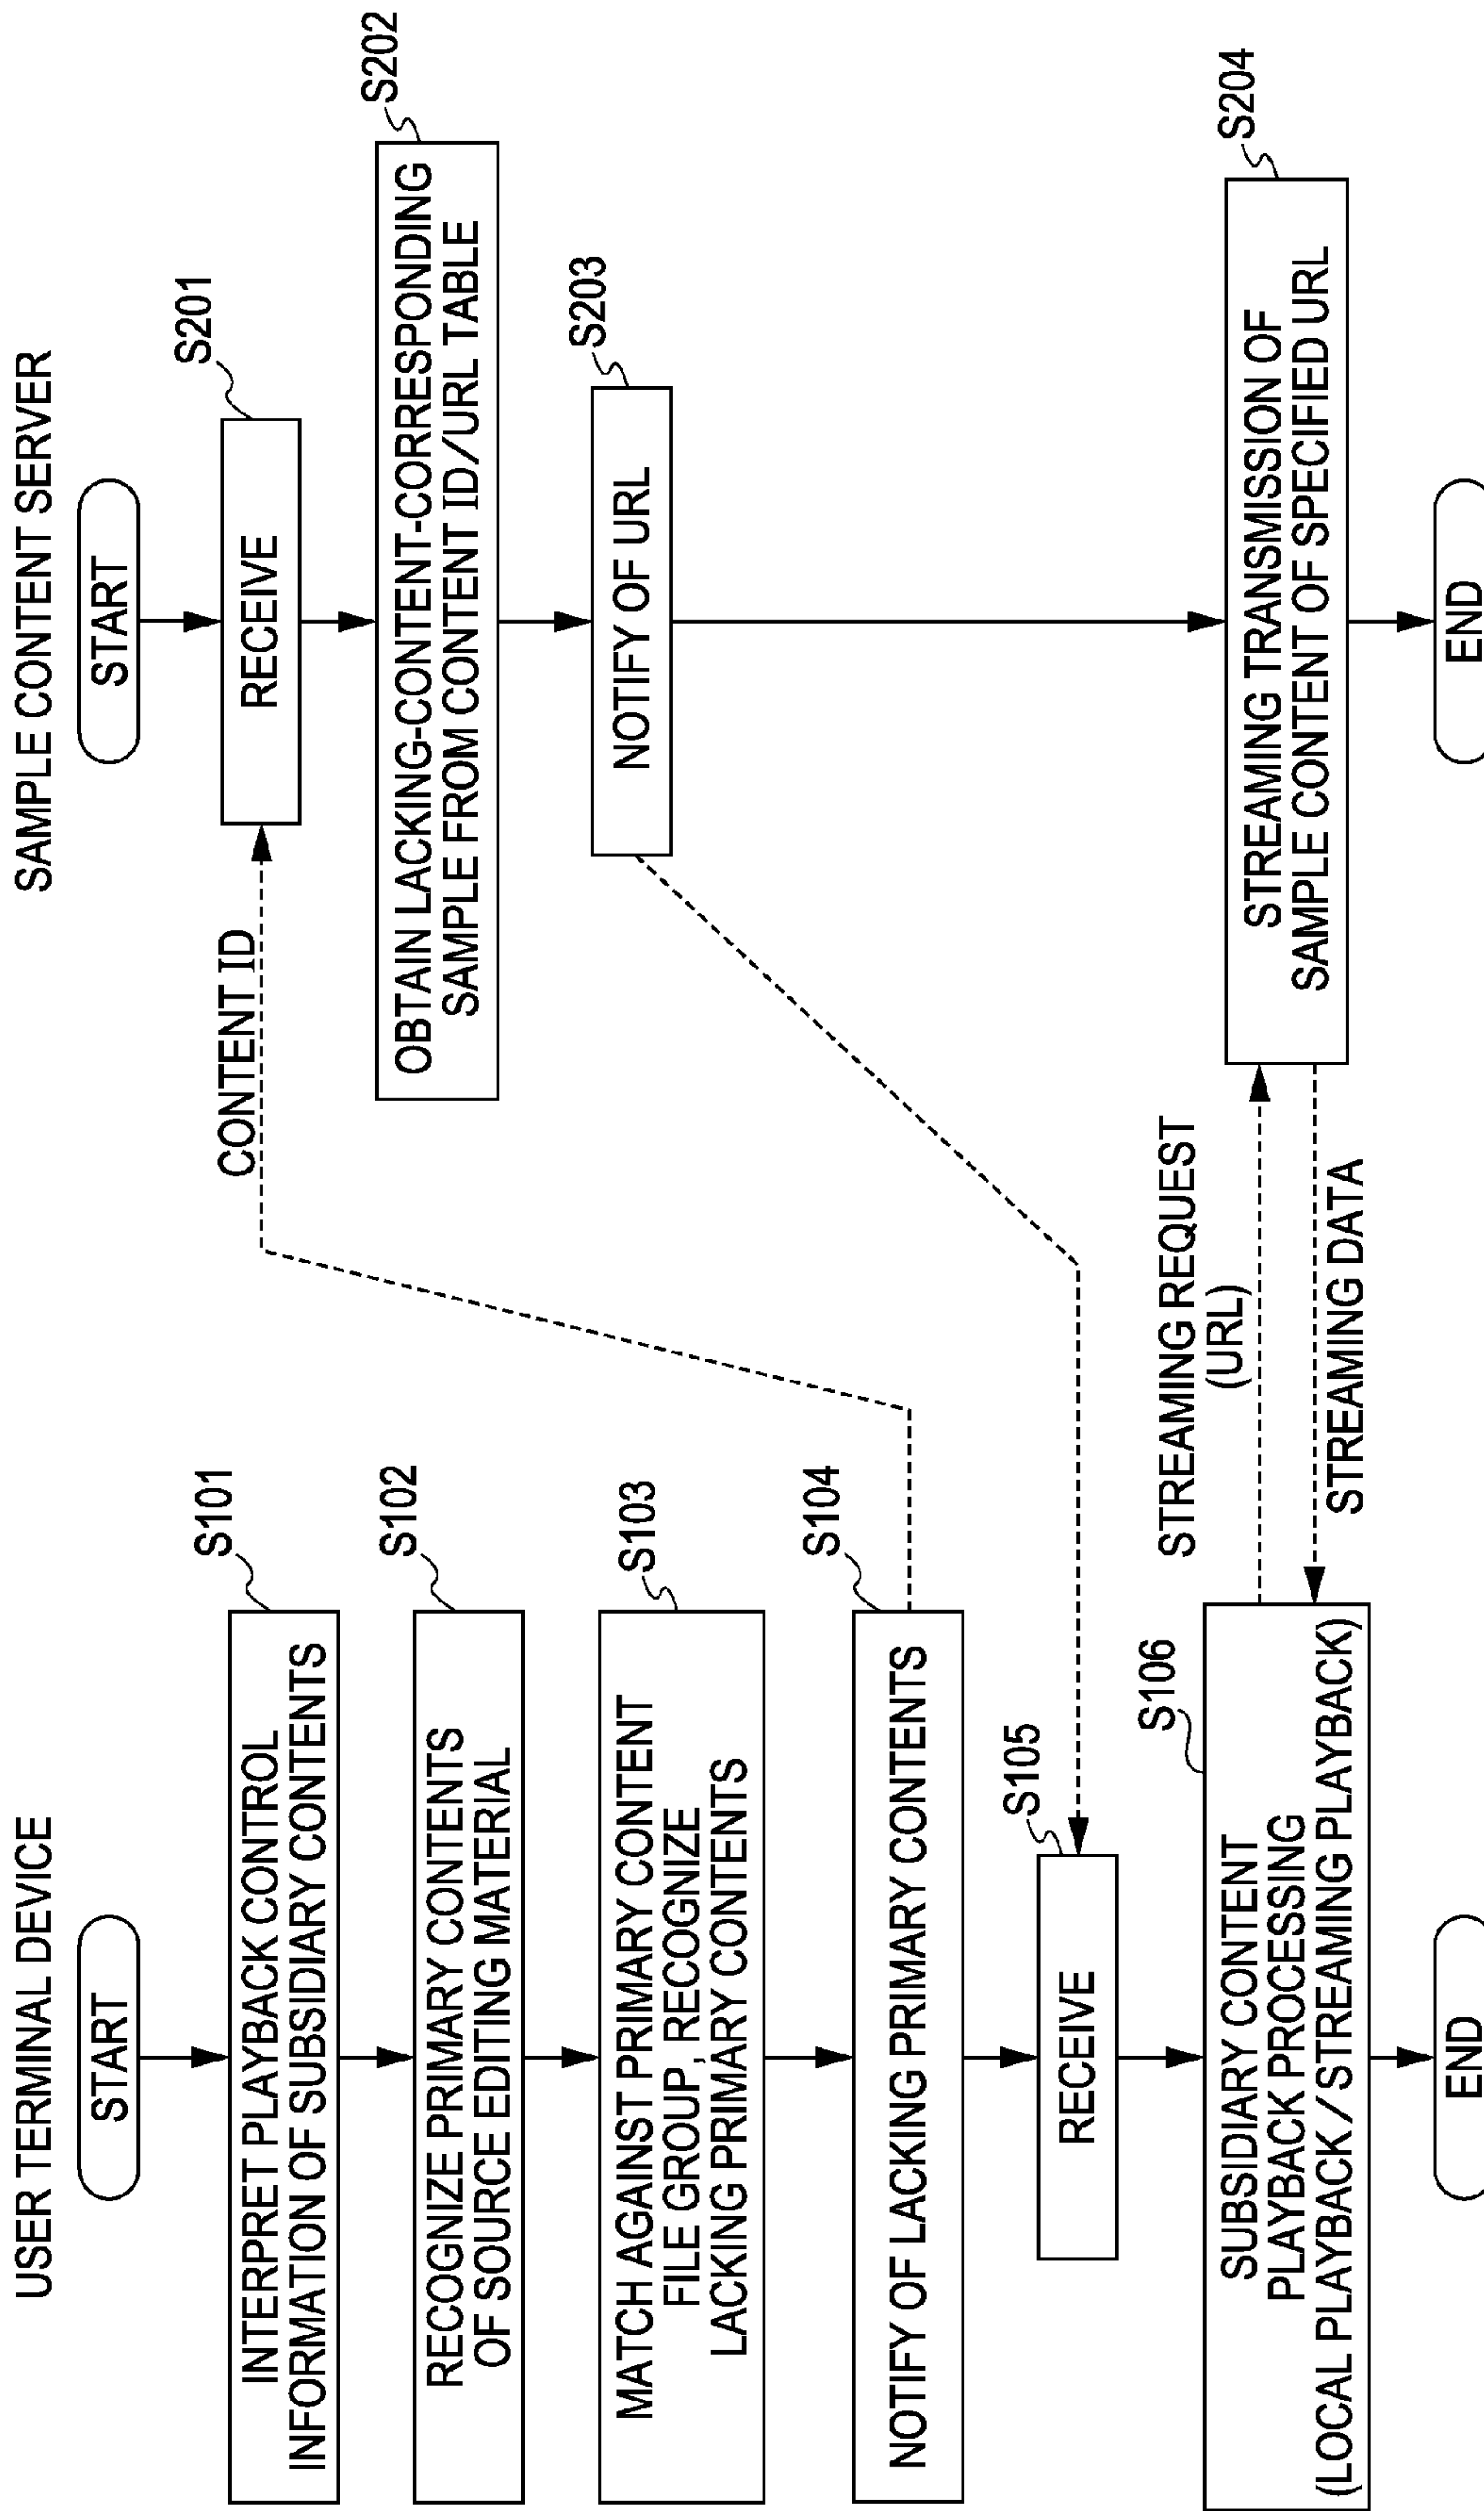 USER TERMINAL DEVICE
START
S101
INTERPRET PLAYBACK CONTROL
INFORMATION OF SUBSIDIARY CONTENTS
S102
RECOGNIZE PRIMARY CONTENTS
OF SOURCE EDITING MATERIAL
S103
MATCH AGAINST PRIMARY CONTENT
FILE GROUP, RECOGNIZE
LACKING PRIMARY CONTENTS
S104
NOTIFY OF LACKING PRIMARY CONTENTS
S105
RECEIVE
S106
SUBSIDIARY CONTENT
PLAYBACK PROCESSING
(LOCAL PLAYBACK/STREAMING PLAYBACK)
END
CONTENT ID
STREAMING REQUEST
(URL)
STREAMING DATA
SAMPLE CONTENT SERVER
START
S201
RECEIVE
S202
OBTAIN LACKING-CONTENT-CORRESPONDING
SAMPLE FROM CONTENT ID/URL TABLE
S203
NOTIFY OF URL
S204
STREAMING TRANSMISSION OF
SAMPLE CONTENT OF SPECIFIED URL
END